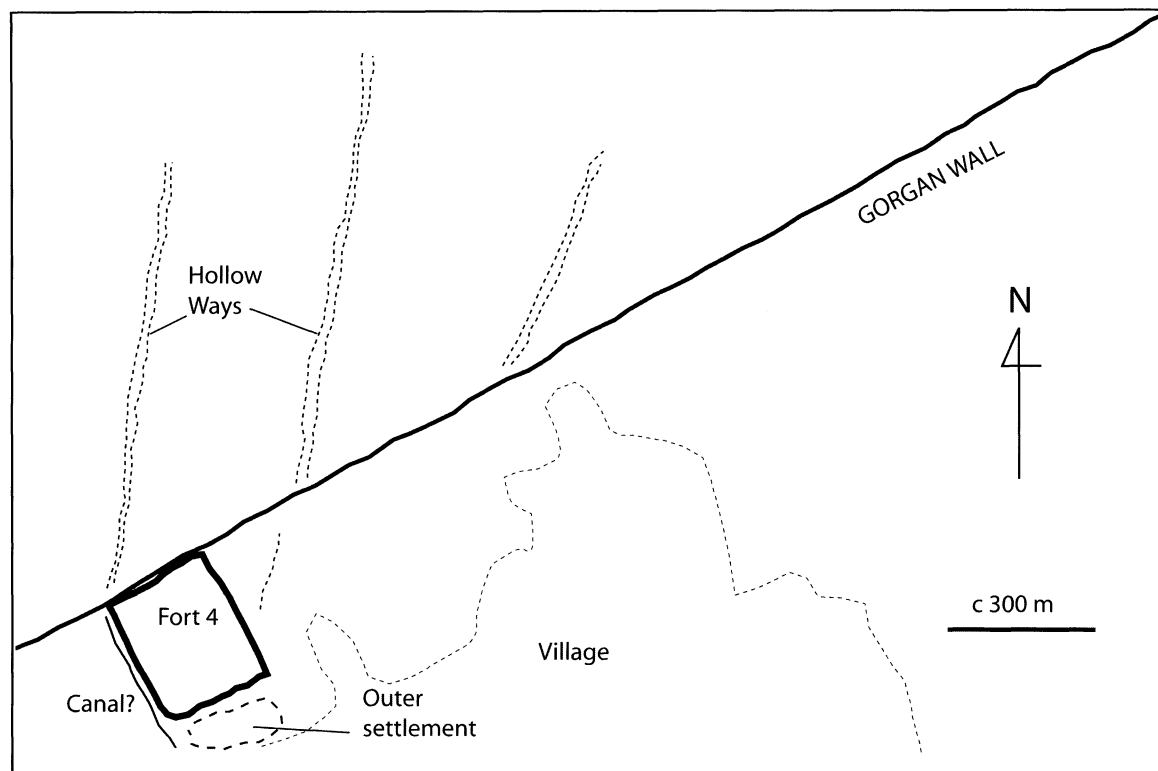 GORGAN WALL
Hollow
Ways
N
c 300 m
Fort 4
Village
Canal?
Outer
settlement